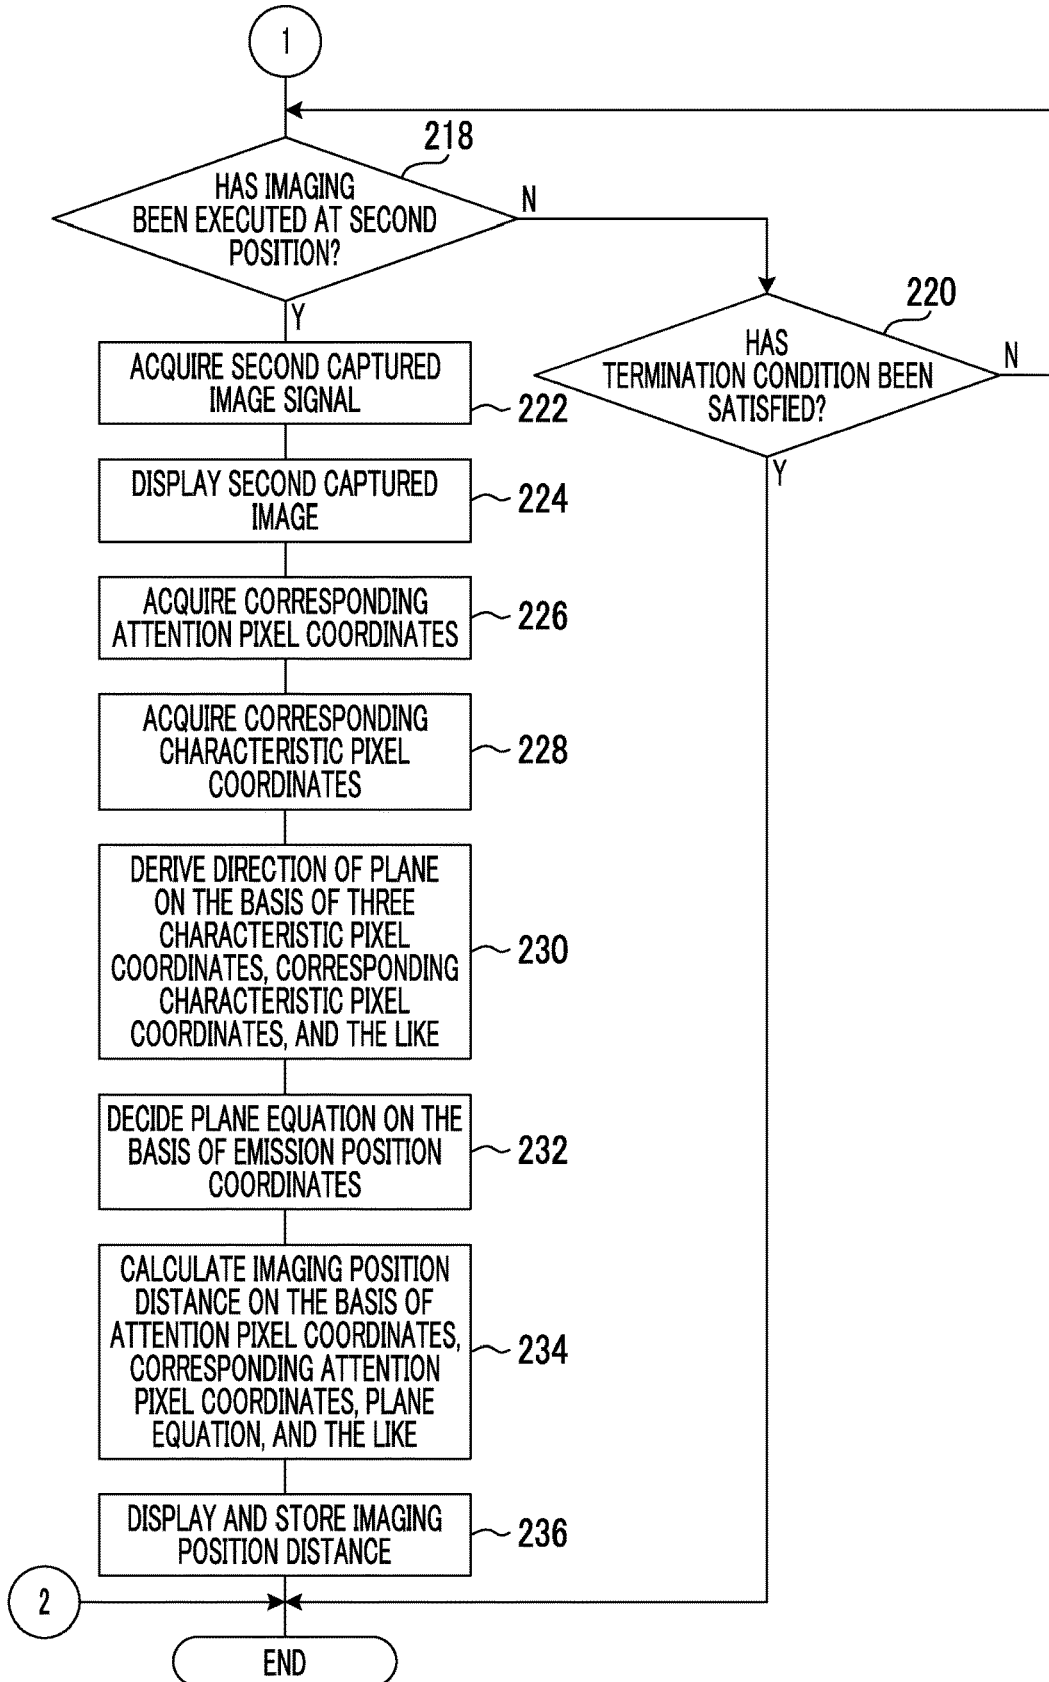 1
218
HAS IMAGING
BEEN EXECUTED AT SECOND
POSITION?
N
Y
220
HAS
TERMINATION CONDITION BEEN
SATISFIED?
N
Y
ACQUIRE SECOND CAPTURED
IMAGE SIGNAL
222
DISPLAY SECOND CAPTURED
IMAGE
224
ACQUIRE CORRESPONDING
ATTENTION PIXEL COORDINATES
226
ACQUIRE CORRESPONDING
CHARACTERISTIC PIXEL
COORDINATES
228
DERIVE DIRECTION OF PLANE
ON THE BASIS OF THREE
CHARACTERISTIC PIXEL
COORDINATES, CORRESPONDING
CHARACTERISTIC PIXEL
COORDINATES, AND THE LIKE
230
DECIDE PLANE EQUATION ON THE
BASIS OF EMISSION POSITION
COORDINATES
232
CALCULATE IMAGING POSITION
DISTANCE ON THE BASIS OF
ATTENTION PIXEL COORDINATES,
CORRESPONDING ATTENTION
PIXEL COORDINATES, PLANE
EQUATION, AND THE LIKE
234
DISPLAY AND STORE IMAGING
POSITION DISTANCE
236
2
END